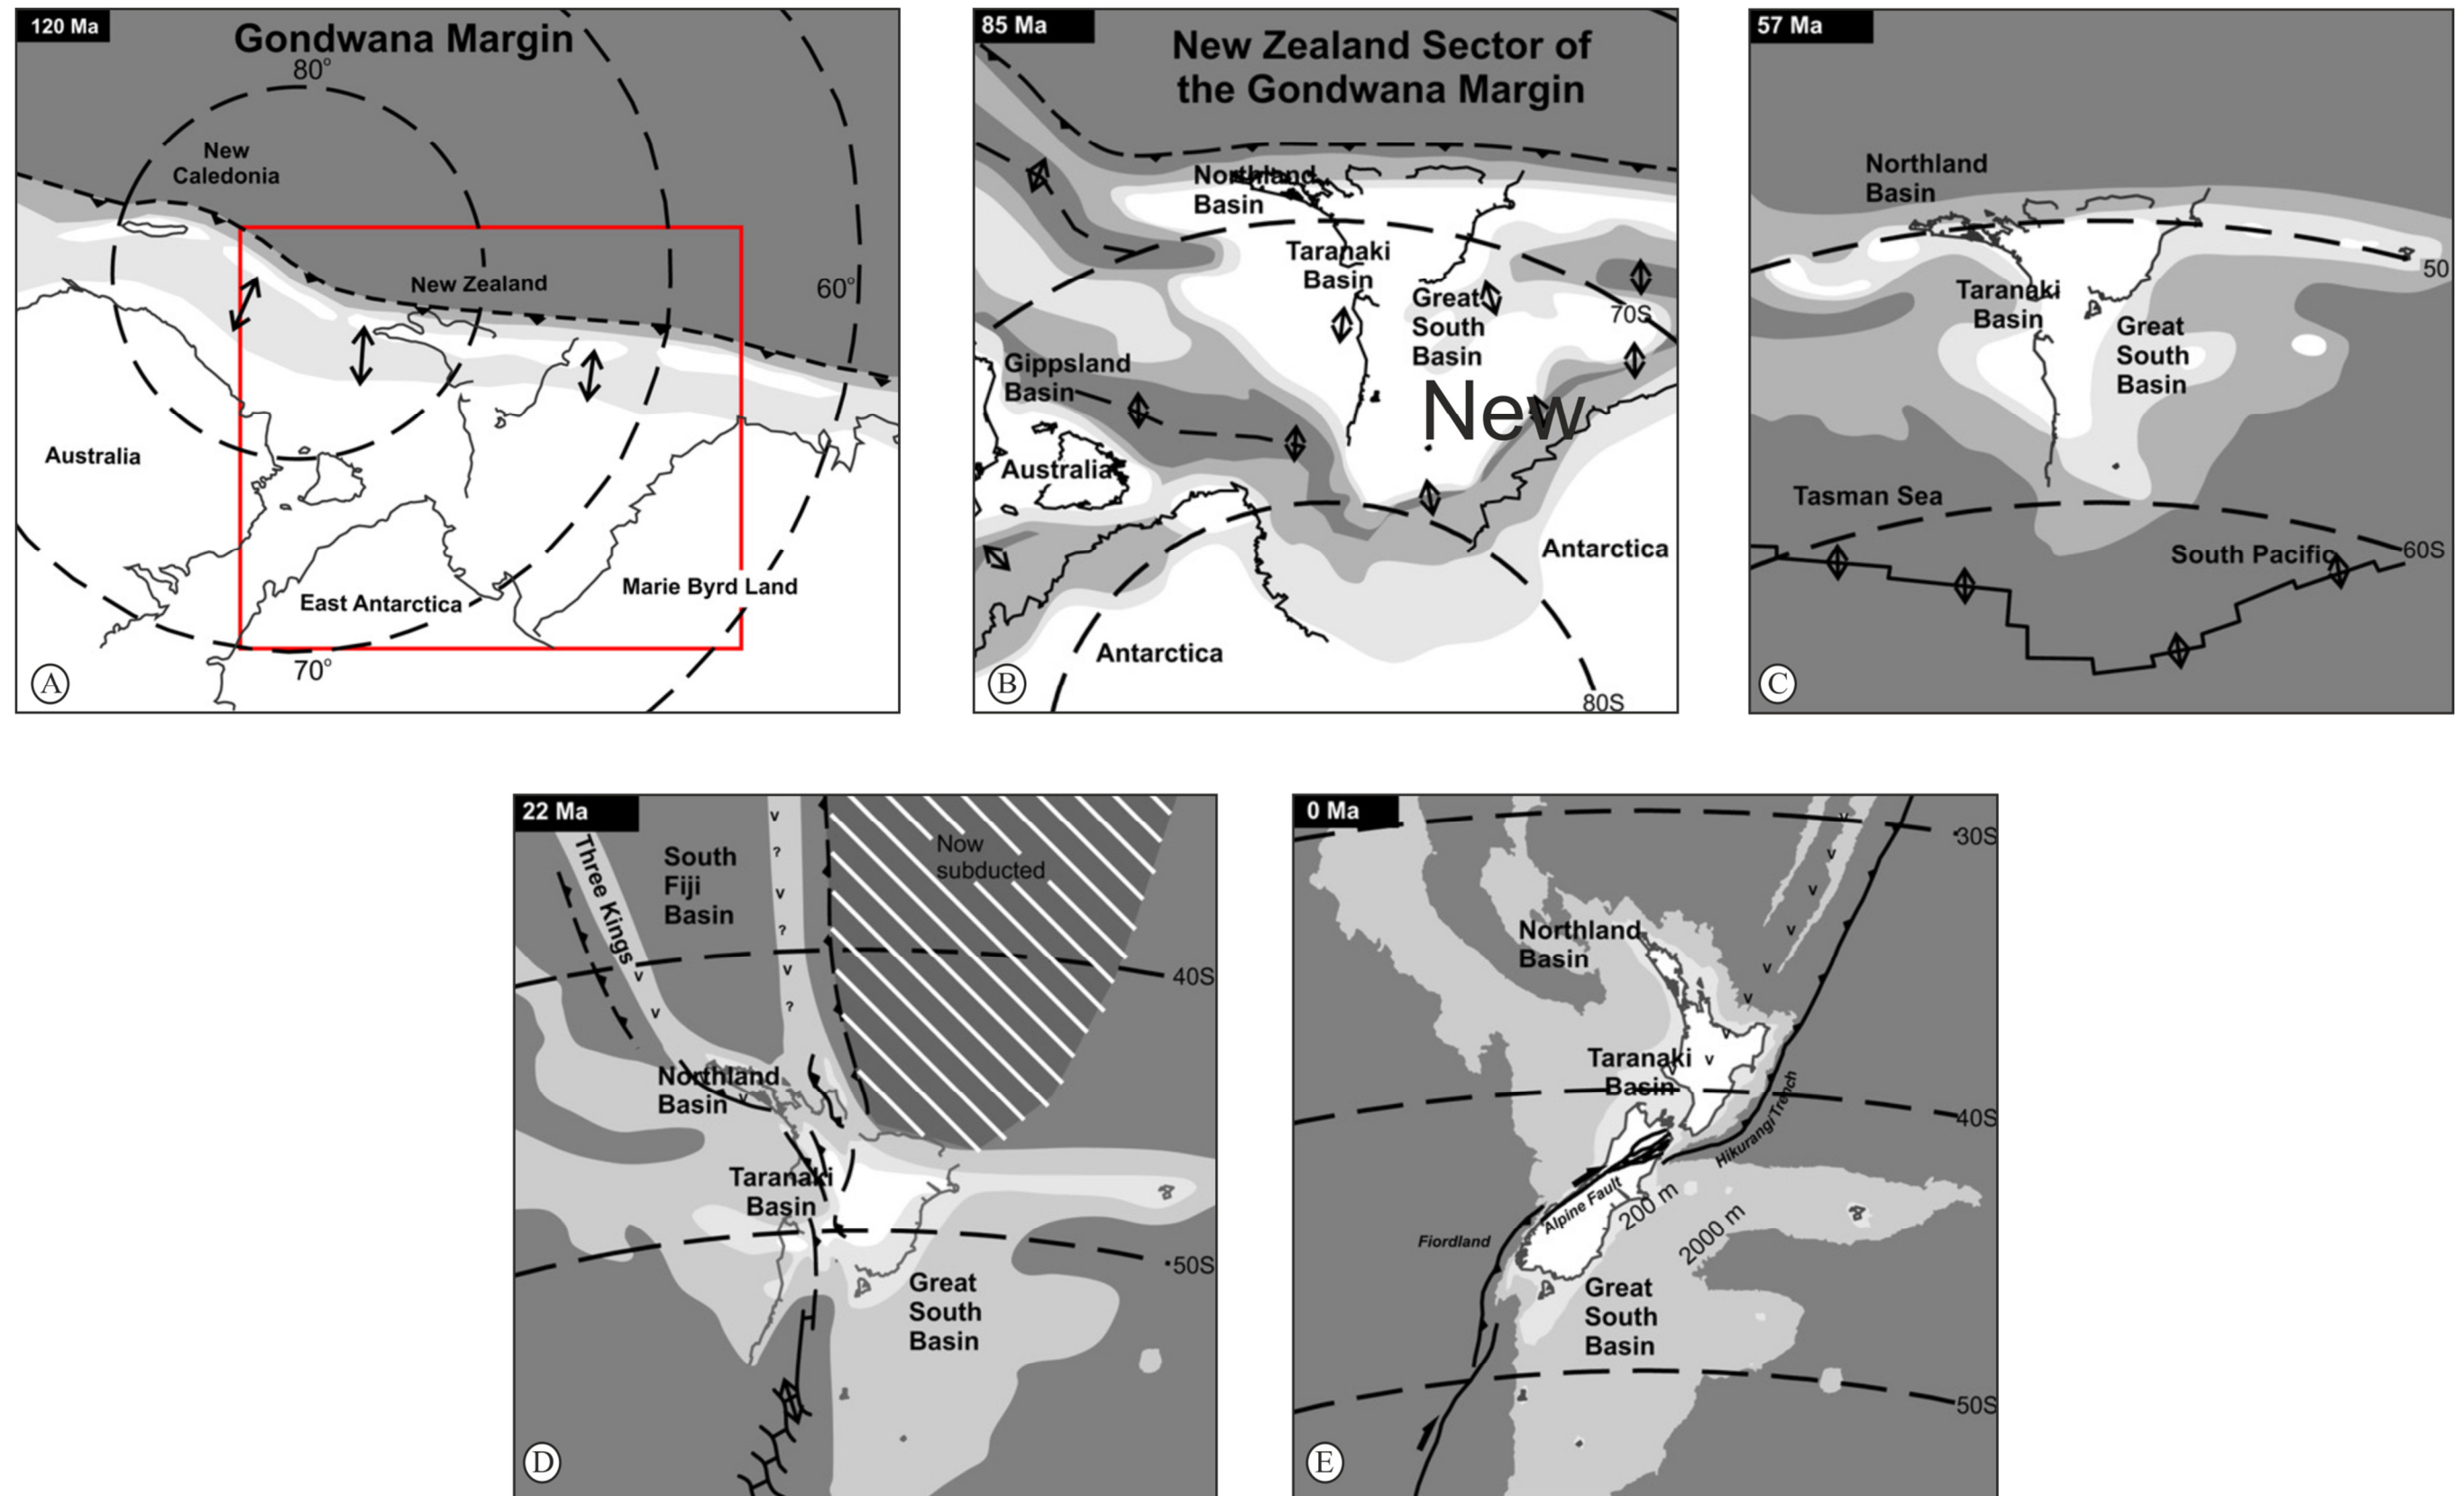 120 Ma
Gondwana Margin
80°
New
Caledonia
New Zealand
60°
Australia
East Antarctica
Marie Byrd Land
70°
A
85 Ma
New Zealand Sector of
the Gondwana Margin
Northland
Basin
Taranaki
Basin
Great
South
Basin
70S
Gippsland
Basin
New
Australia
Antarctica
Antarctica
80S
B
57 Ma
Northland
Basin
50
Taranaki
Basin
Great
South
Basin
Tasman Sea
South Pacific
60S
C
22 Ma
Three Kings
South
Fiji
Basin
Now
subducted
v
?
v
?
v
?
v
v
40S
Northland
Basin
v
Taranaki
Basin
50S
Great
South
Basin
D
0 Ma
30S
v
v
v
v
v
v
Northland
Basin
v
v
Taranaki
Basin
40S
Hikurangi/Trench
Alpine Fault
200 m
2000 m
Fiordland
Great
South
Basin
50S
E